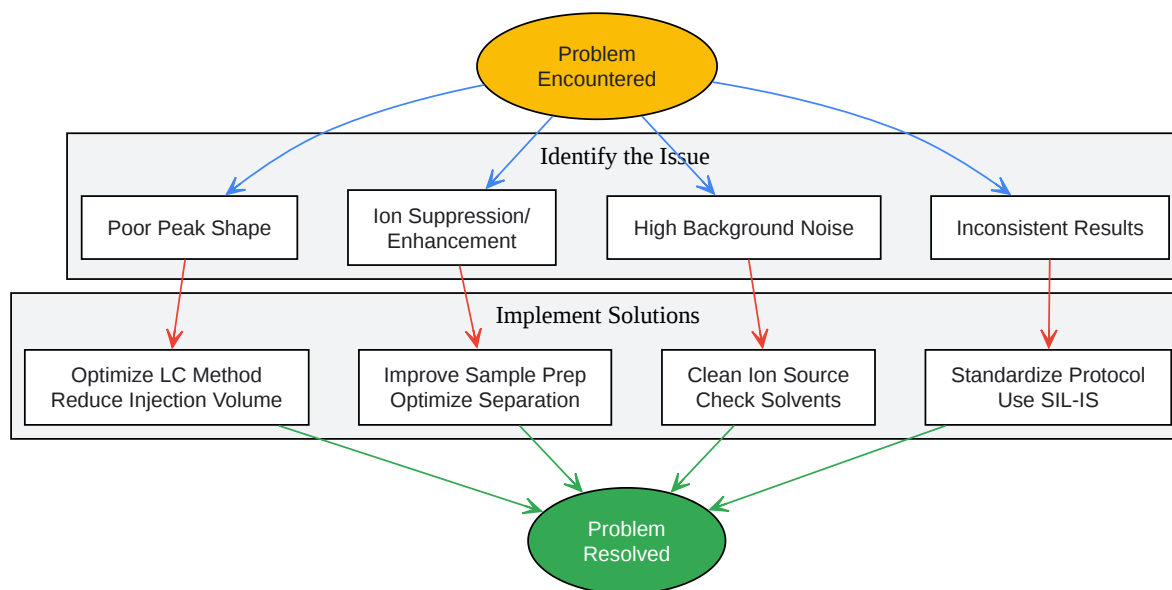 Problem
Encountered
Identify the Issue
Poor Peak Shape
Ion Suppression/
Enhancement
High Background Noise
Inconsistent Results
Implement Solutions
Optimize LC Method
Reduce Injection Volume
Improve Sample Prep
Optimize Separation
Clean Ion Source
Check Solvents
Standardize Protocol
Use SIL-IS
Problem
Resolved